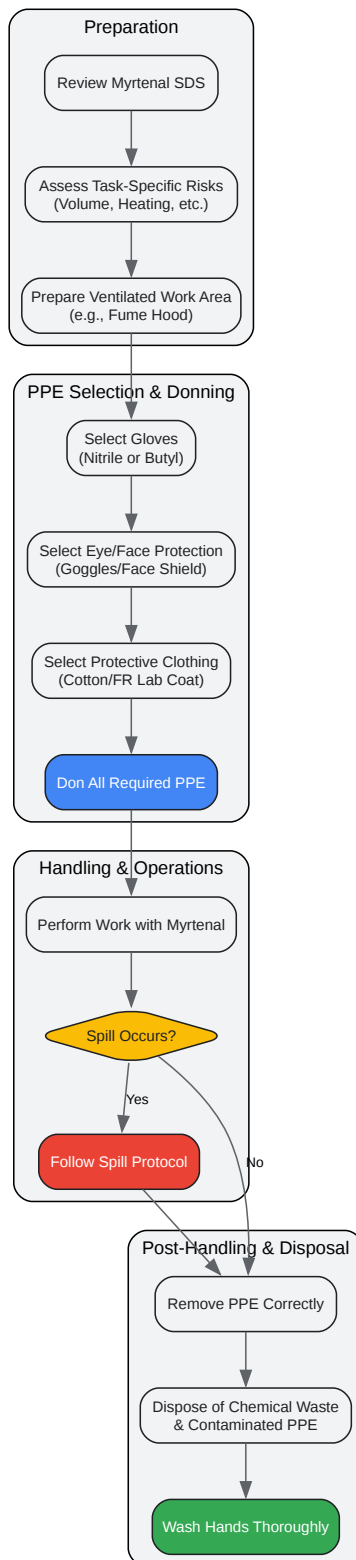 Preparation
Review Myrtenal SDS
Assess Task-Specific Risks
(Volume, Heating, etc.)
Prepare Ventilated Work Area
(e.g., Fume Hood)
PPE Selection & Donning
Select Gloves
(Nitrile or Butyl)
Select Eye/Face Protection
(Goggles/Face Shield)
Select Protective Clothing
(Cotton/FR Lab Coat)
Don All Required PPE
Handling & Operations
Perform Work with Myrtenal
Spill Occurs?
Yes
Follow Spill Protocol
No
Post-Handling & Disposal
Remove PPE Correctly
Dispose of Chemical Waste
& Contaminated PPE
Wash Hands Thoroughly